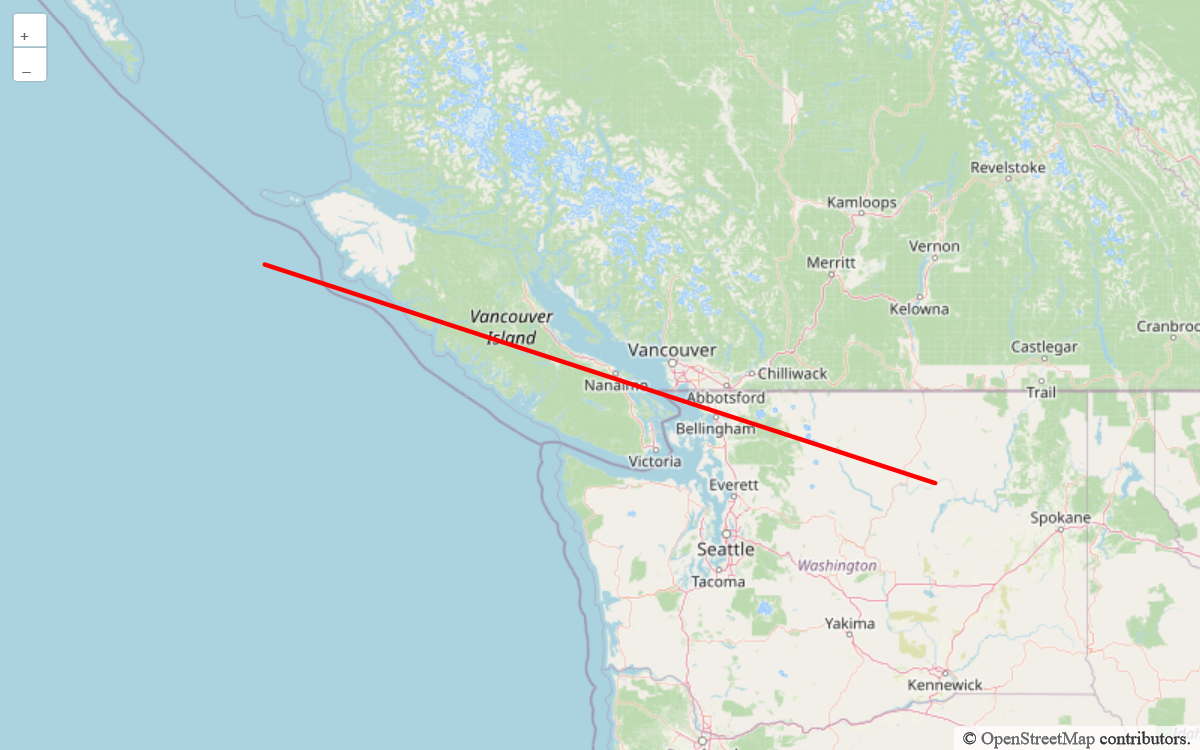 +
–
Revelstoke
Kamloops
Vernon
Merritt
Kelowna
Vancouver
Island
Cranbroo
Castlegar
Vancouver
Chilliwack
Nanaimo
Trail
Abbotsford
Bellingham
Victoria
Everett
Spokane
Seattle
Washington
Tacoma
Yakima
Kennewick
© OpenStreetMap contributors.